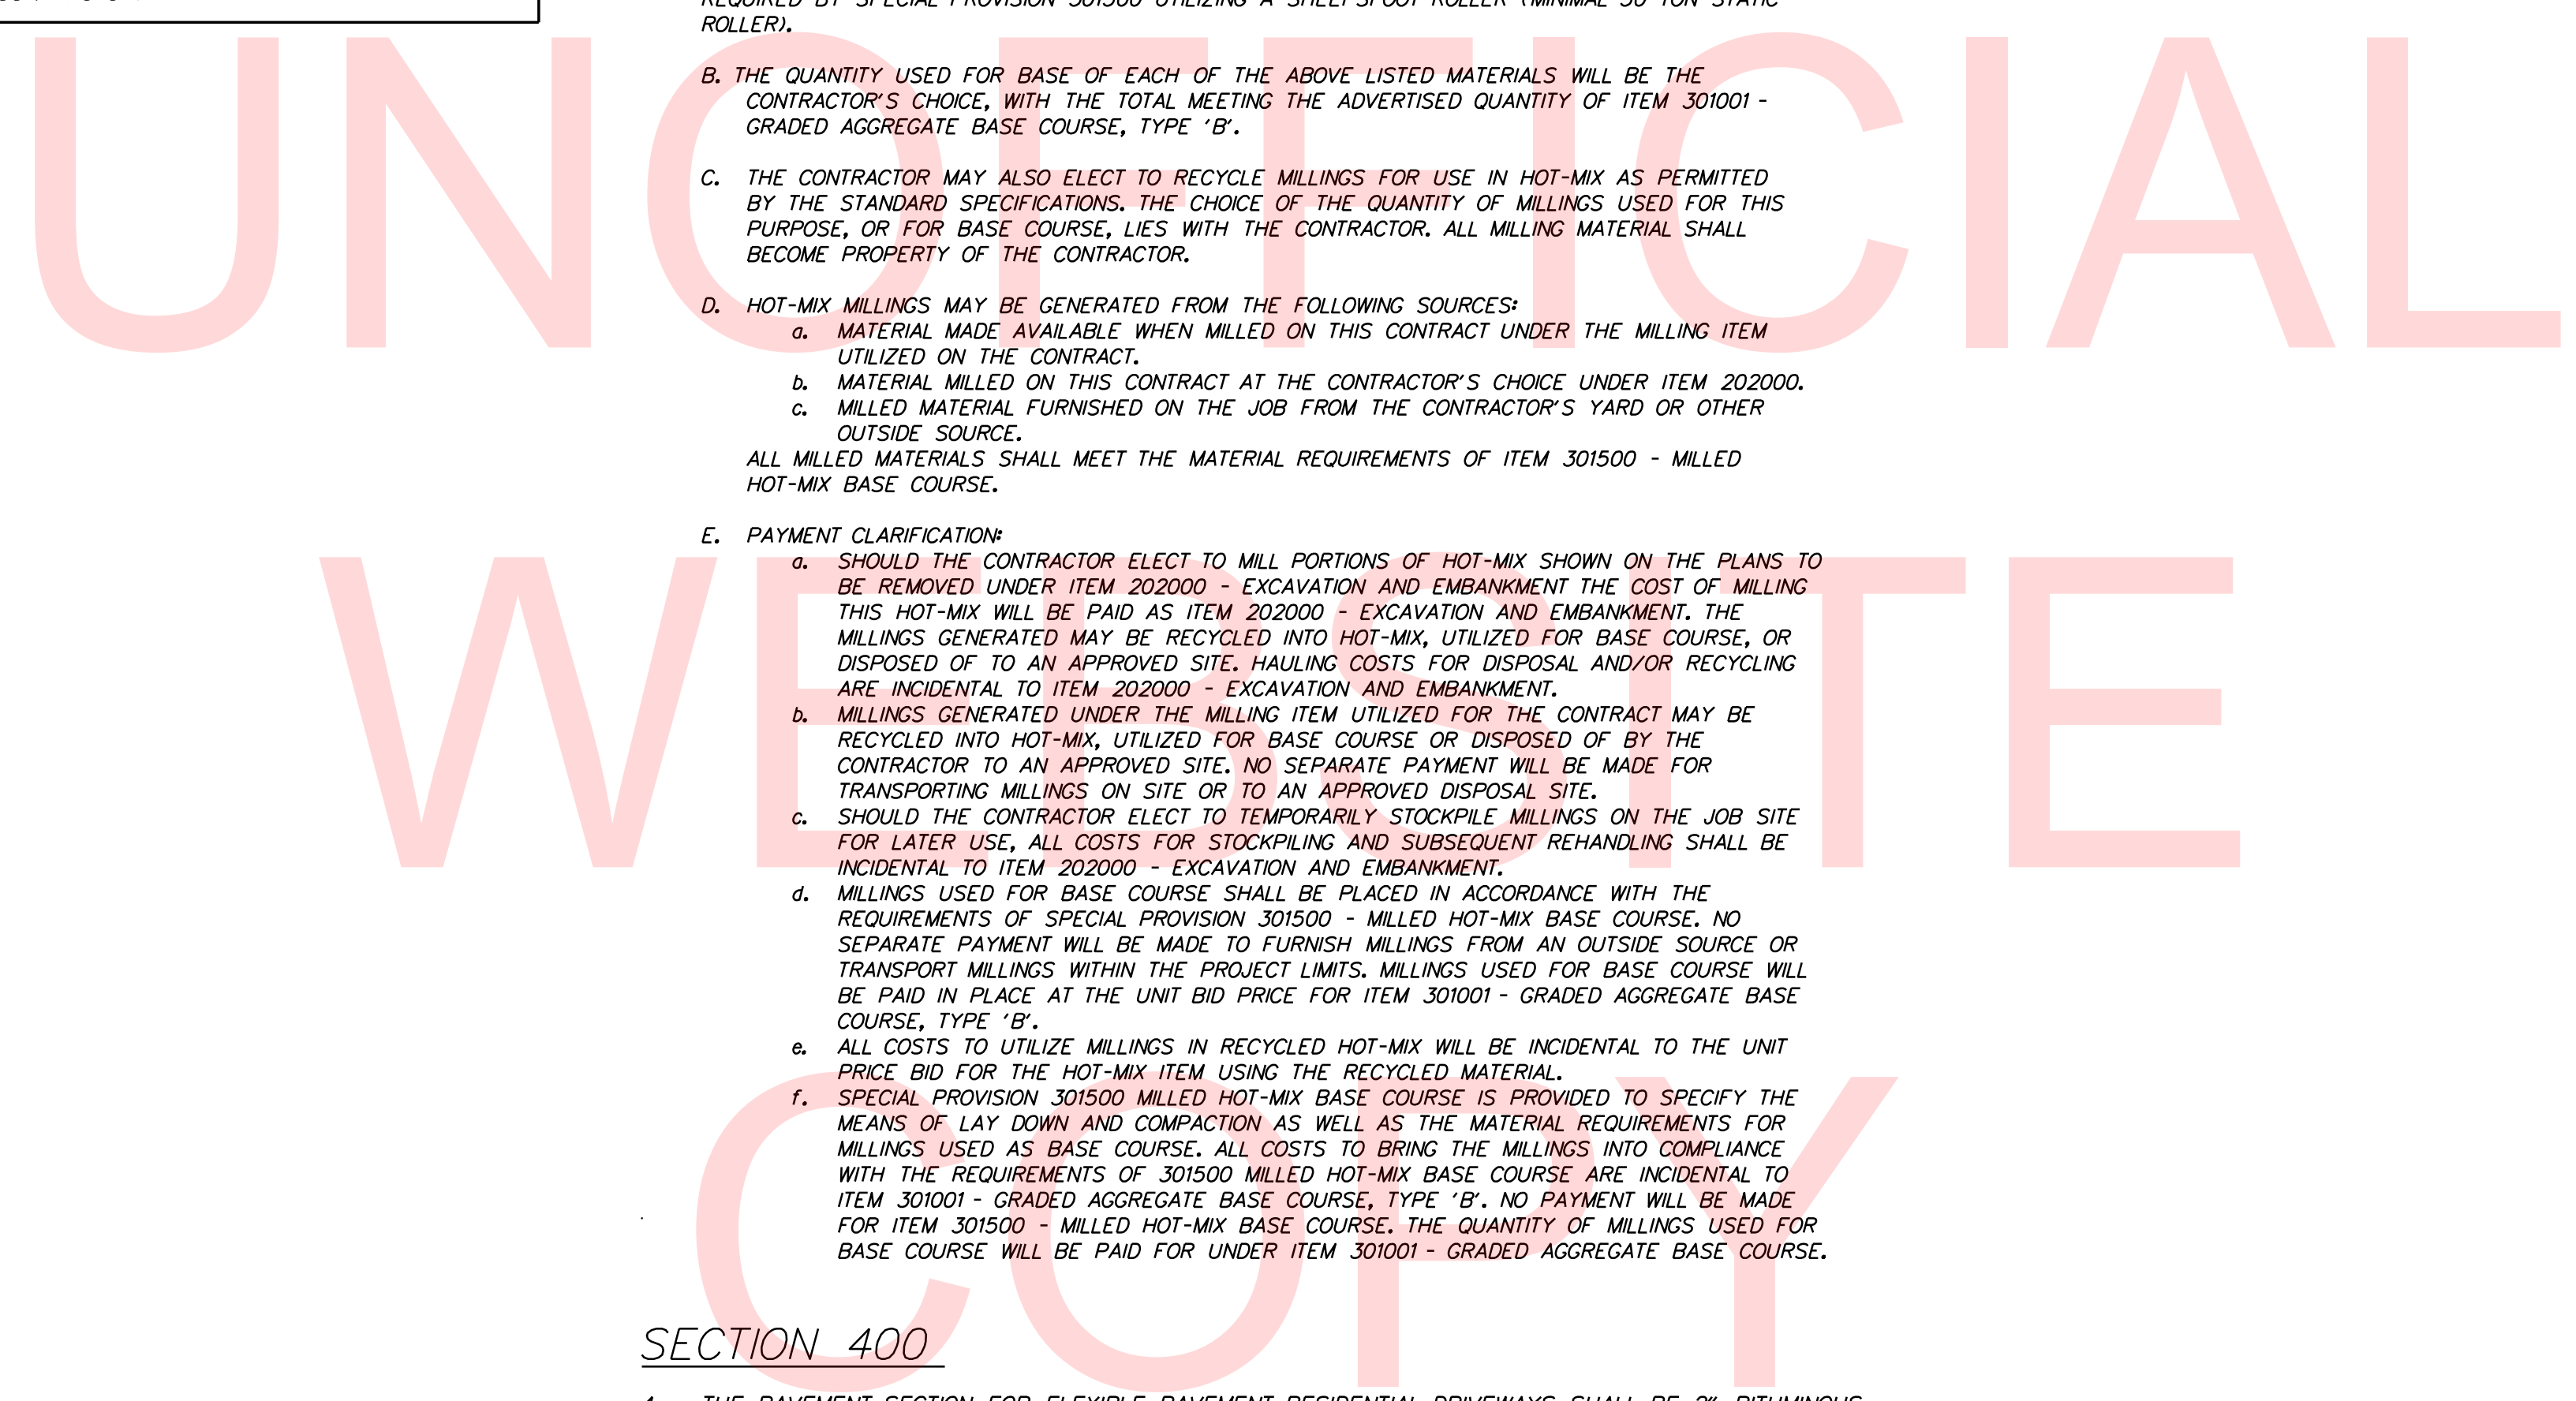 REQUIRED BY SPECIAL PROVISION 301500 UTILIZING A SHEEPSFOOT ROLLER (MINIMAL 50 TON STATIC
ROLLER).
B. THE QUANTITY USED FOR BASE OF EACH OF THE ABOVE LISTED MATERIALS WILL BE THE
CONTRACTOR'S CHOICE, WITH THE TOTAL MEETING THE ADVERTISED QUANTITY OF ITEM 301001 -
GRADED AGGREGATE BASE COURSE, TYPE 'B'.
C. THE CONTRACTOR MAY ALSO ELECT TO RECYCLE MILLINGS FOR USE IN HOT-MIX AS PERMITTED
BY THE STANDARD SPECIFICATIONS. THE CHOICE OF THE QUANTITY OF MILLINGS USED FOR THIS
PURPOSE, OR FOR BASE COURSE, LIES WITH THE CONTRACTOR. ALL MILLING MATERIAL SHALL
BECOME PROPERTY OF THE CONTRACTOR.
UNOFFICIAL
D. HOT-MIX MILLINGS MAY BE GENERATED FROM THE FOLLOWING SOURCES:
a. MATERIAL MADE AVAILABLE WHEN MILLED ON THIS CONTRACT UNDER THE MILLING ITEM
UTILIZED ON THE CONTRACT.
b. MATERIAL MILLED ON THIS CONTRACT AT THE CONTRACTOR'S CHOICE UNDER ITEM 202000.
c. MILLED MATERIAL FURNISHED ON THE JOB FROM THE CONTRACTOR'S YARD OR OTHER
OUTSIDE SOURCE.
ALL MILLED MATERIALS SHALL MEET THE MATERIAL REQUIREMENTS OF ITEM 301500 - MILLED
HOT-MIX BASE COURSE.
E. PAYMENT CLARIFICATION:
a. SHOULD THE CONTRACTOR ELECT TO MILL PORTIONS OF HOT-MIX SHOWN ON THE PLANS TO
BE REMOVED UNDER ITEM 202000 - EXCAVATION AND EMBANKMENT THE COST OF MILLING
THIS HOT-MIX WILL BE PAID AS ITEM 202000 - EXCAVATION AND EMBANKMENT. THE
MILLINGS GENERATED MAY BE RECYCLED INTO HOT-MIX, UTILIZED FOR BASE COURSE, OR
DISPOSED OF TO AN APPROVED SITE. HAULING COSTS FOR DISPOSAL AND/OR RECYCLING
ARE INCIDENTAL TO ITEM 202000 - EXCAVATION AND EMBANKMENT.
WEBSITE
b. MILLINGS GENERATED UNDER THE MILLING ITEM UTILIZED FOR THE CONTRACT MAY BE
RECYCLED INTO HOT-MIX, UTILIZED FOR BASE COURSE OR DISPOSED OF BY THE
CONTRACTOR TO AN APPROVED SITE. NO SEPARATE PAYMENT WILL BE MADE FOR
TRANSPORTING MILLINGS ON SITE OR TO AN APPROVED DISPOSAL SITE.
c. SHOULD THE CONTRACTOR ELECT TO TEMPORARILY STOCKPILE MILLINGS ON THE JOB SITE
FOR LATER USE, ALL COSTS FOR STOCKPILING AND SUBSEQUENT REHANDLING SHALL BE
INCIDENTAL TO ITEM 202000 - EXCAVATION AND EMBANKMENT.
d. MILLINGS USED FOR BASE COURSE SHALL BE PLACED IN ACCORDANCE WITH THE
REQUIREMENTS OF SPECIAL PROVISION 301500 - MILLED HOT-MIX BASE COURSE. NO
SEPARATE PAYMENT WILL BE MADE TO FURNISH MILLINGS FROM AN OUTSIDE SOURCE OR
TRANSPORT MILLINGS WITHIN THE PROJECT LIMITS. MILLINGS USED FOR BASE COURSE WILL
BE PAID IN PLACE AT THE UNIT BID PRICE FOR ITEM 301001 - GRADED AGGREGATE BASE
COURSE, TYPE 'B'.
e. ALL COSTS TO UTILIZE MILLINGS IN RECYCLED HOT-MIX WILL BE INCIDENTAL TO THE UNIT
PRICE BID FOR THE HOT-MIX ITEM USING THE RECYCLED MATERIAL.
f. SPECIAL PROVISION 301500 MILLED HOT-MIX BASE COURSE IS PROVIDED TO SPECIFY THE
MEANS OF LAY DOWN AND COMPACTION AS WELL AS THE MATERIAL REQUIREMENTS FOR
MILLINGS USED AS BASE COURSE. ALL COSTS TO BRING THE MILLINGS INTO COMPLIANCE
WITH THE REQUIREMENTS OF 301500 MILLED HOT-MIX BASE COURSE ARE INCIDENTAL TO
ITEM 301001 - GRADED AGGREGATE BASE COURSE, TYPE 'B'. NO PAYMENT WILL BE MADE
FOR ITEM 301500 - MILLED HOT-MIX BASE COURSE. THE QUANTITY OF MILLINGS USED FOR
BASE COURSE WILL BE PAID FOR UNDER ITEM 301001 - GRADED AGGREGATE BASE COURSE.
COPY
SECTION 400
THE PAVEMENT SECTION FOR FLEXIBLE PAVEMENT RESIDENTIAL DRIVEWAYS SHALL BE 2" BITUMINOUS